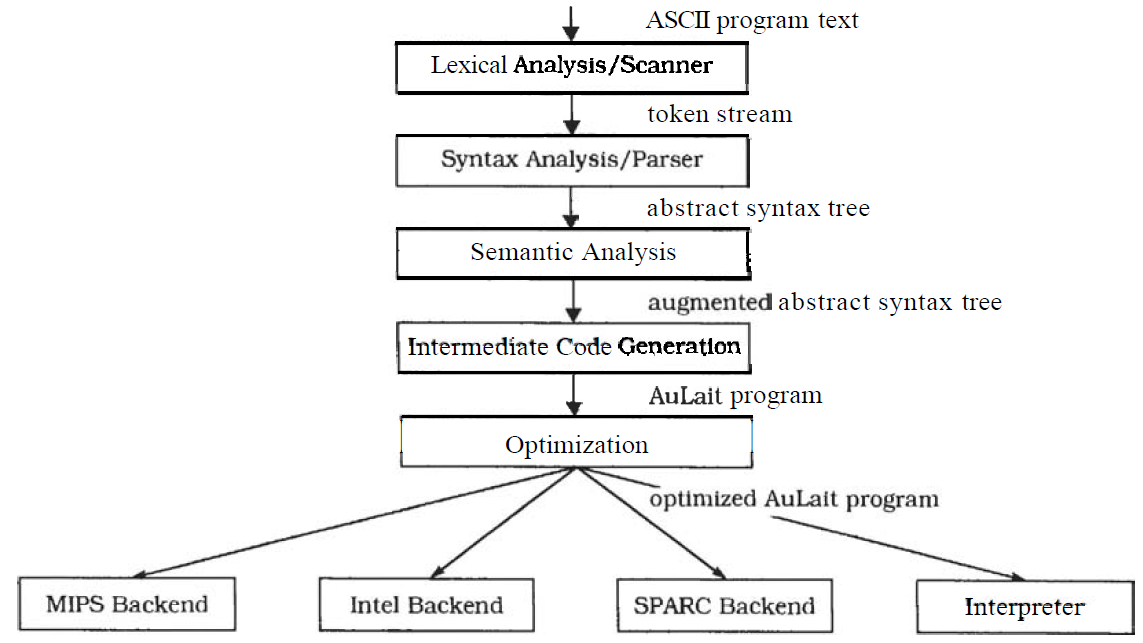 ASCII program text
Lexical Analysis/Scanner
token stream
Syntax Analysis/Parser
abstract syntax tree
Semantic Analysis
augmented abstract syntax tree
Intermediate Code Generation
AuLait program
Optimization
optimized AuLait program
MIPS Backend
Intel Backend
SPARC Backend
Interpreter